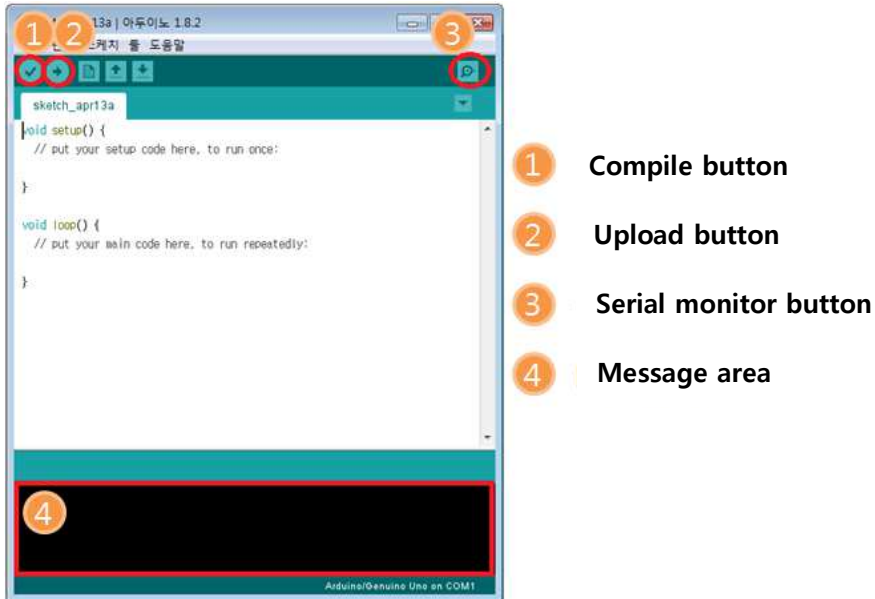 13a | 아두이노 1.8.2
1 2 3
스케치 툴 도움말
sketch_apr13a
void setup() {
// put your setup code here, to run once:
}
void loop() {
// put your main code here, to run repeatedly:
}
4
Arduino/Genuino Uno on COM1
1 Compile button
2 Upload button
3 Serial monitor button
4 Message area